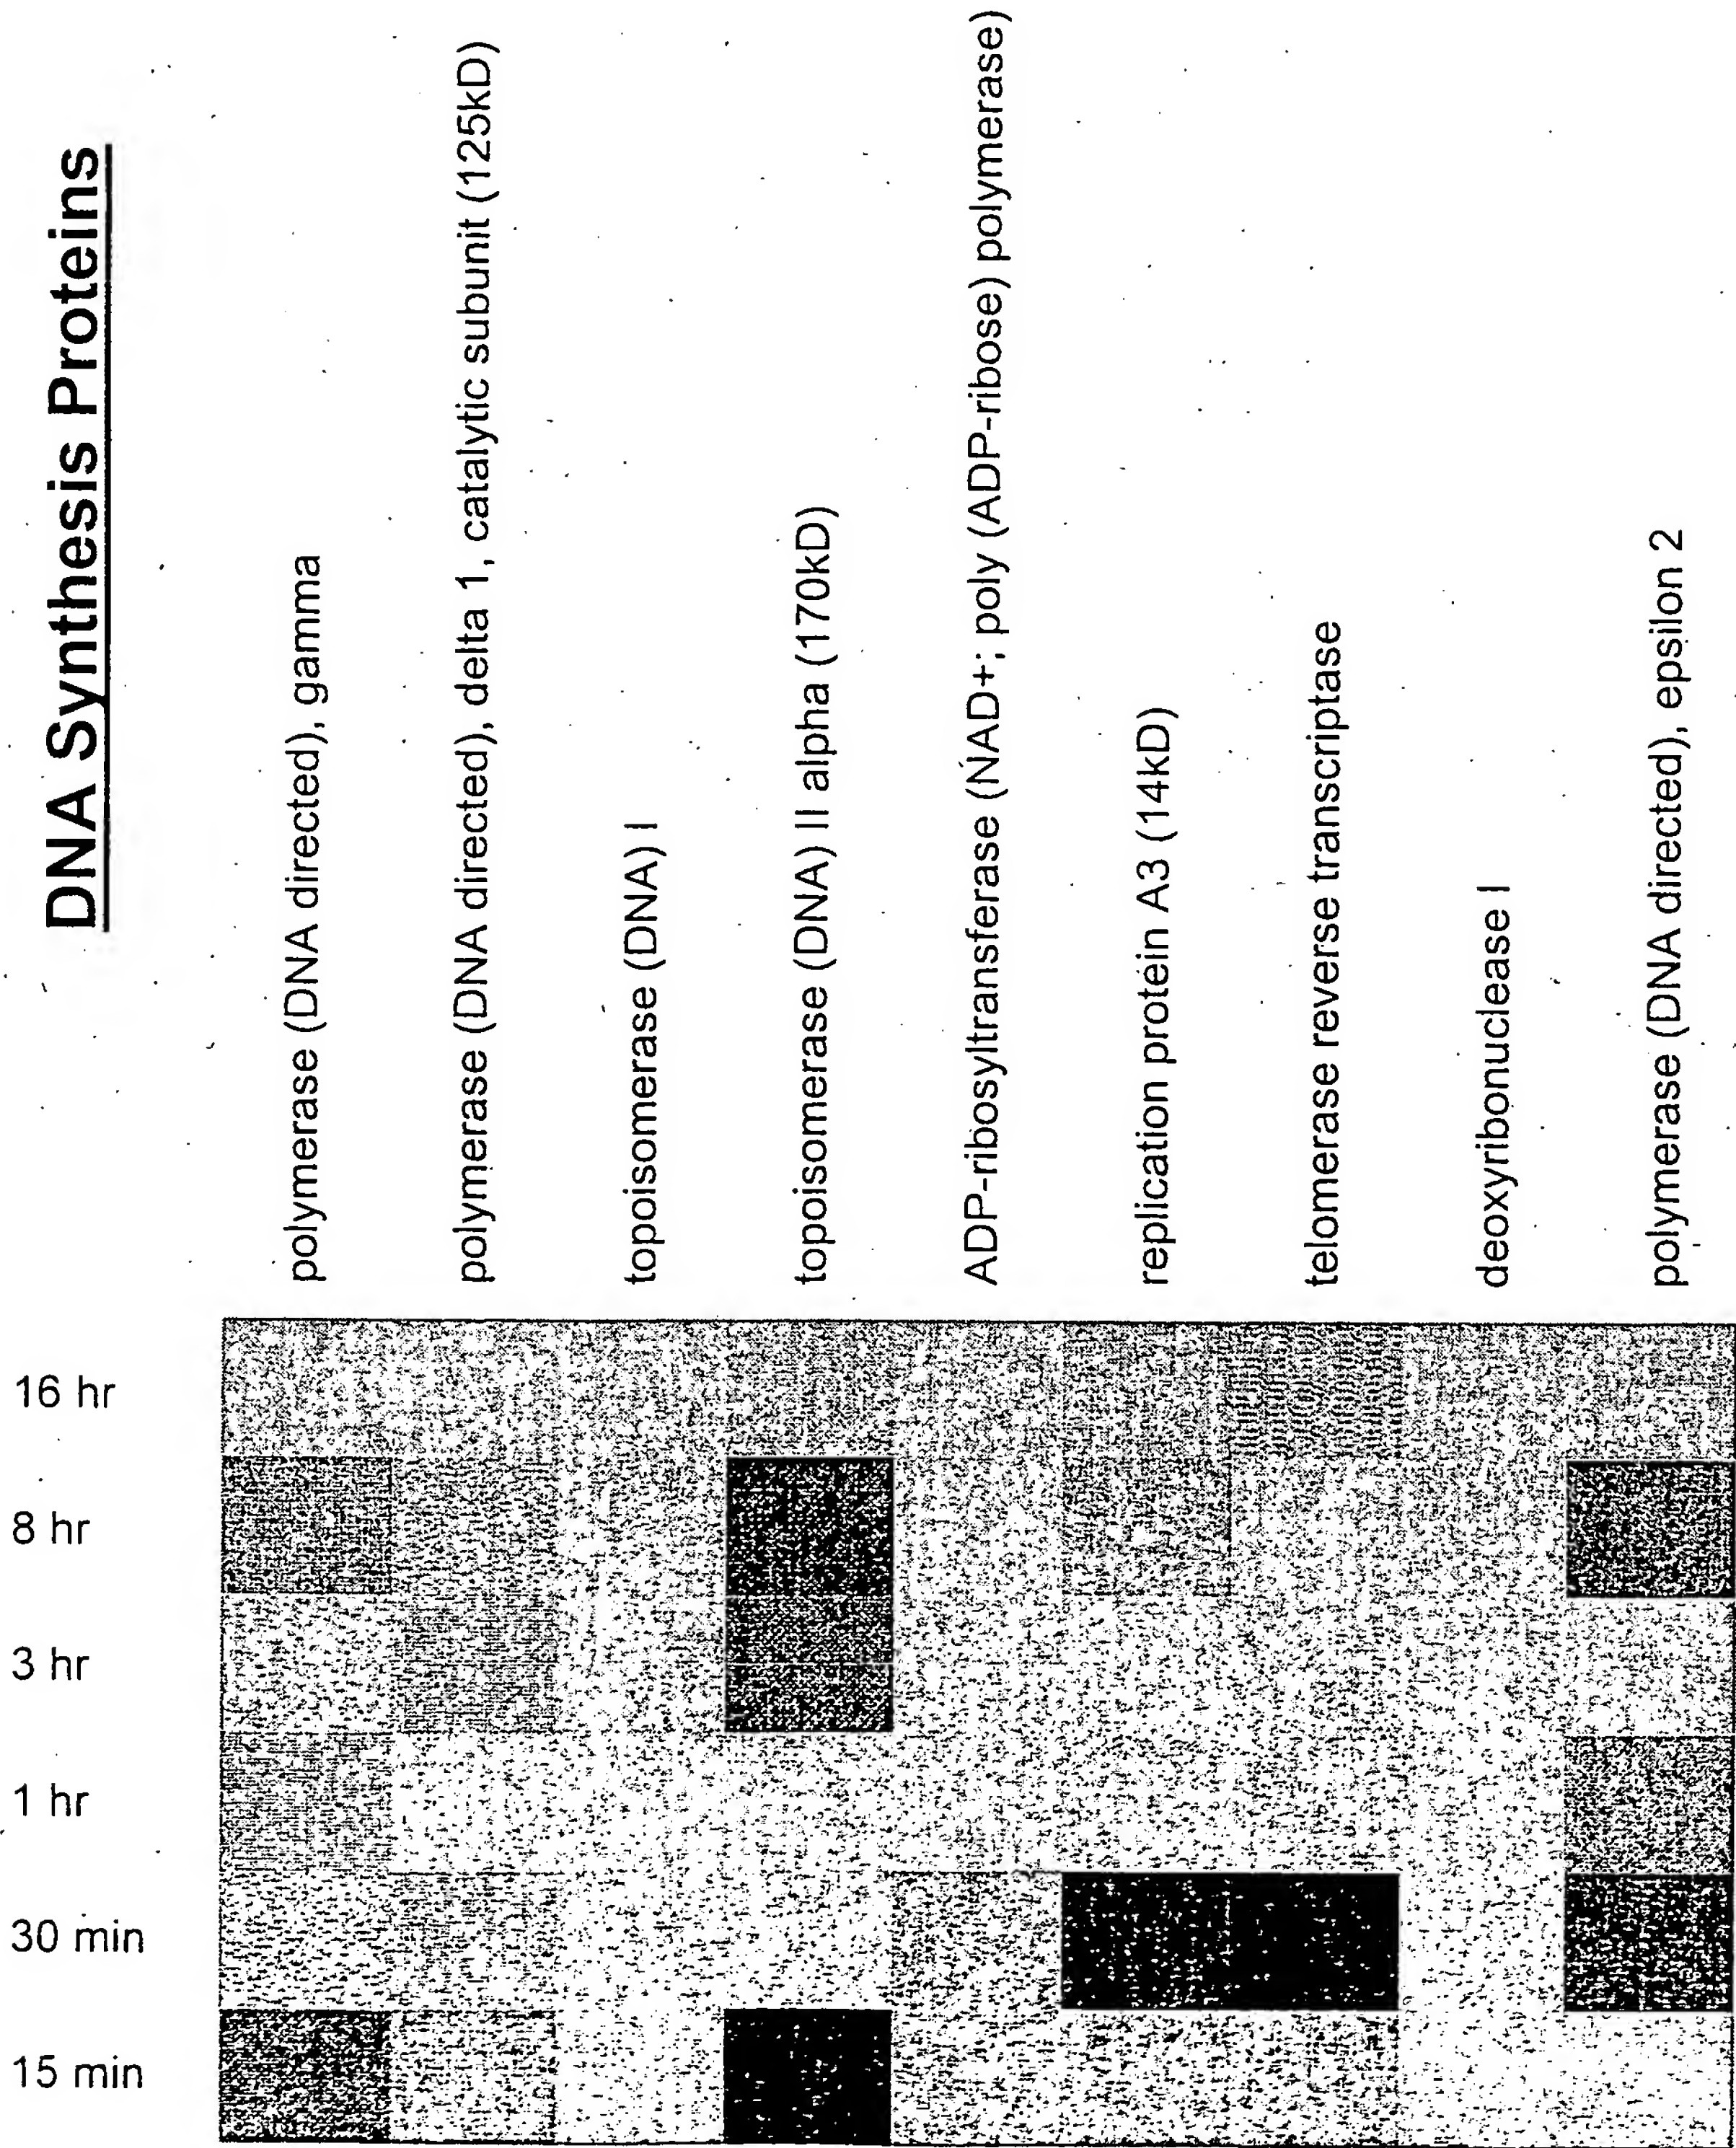 DNA Synthesis Proteins
15 min
30 min
1 hr
3 hr
8 hr
16 hr
polymerase (DNA directed), gamma
polymerase (DNA directed), delta 1, catalytic subunit (125kD)
topoisomerase (DNA) I
topoisomerase (DNA) II alpha (170kD)
ADP-ribosyltransferase (NAD+; poly (ADP-ribose) polymerase)
replication protein A3 (14kD)
telomerase reverse transcriptase
deoxyribonuclease I
polymerase (DNA directed), epsilon 2